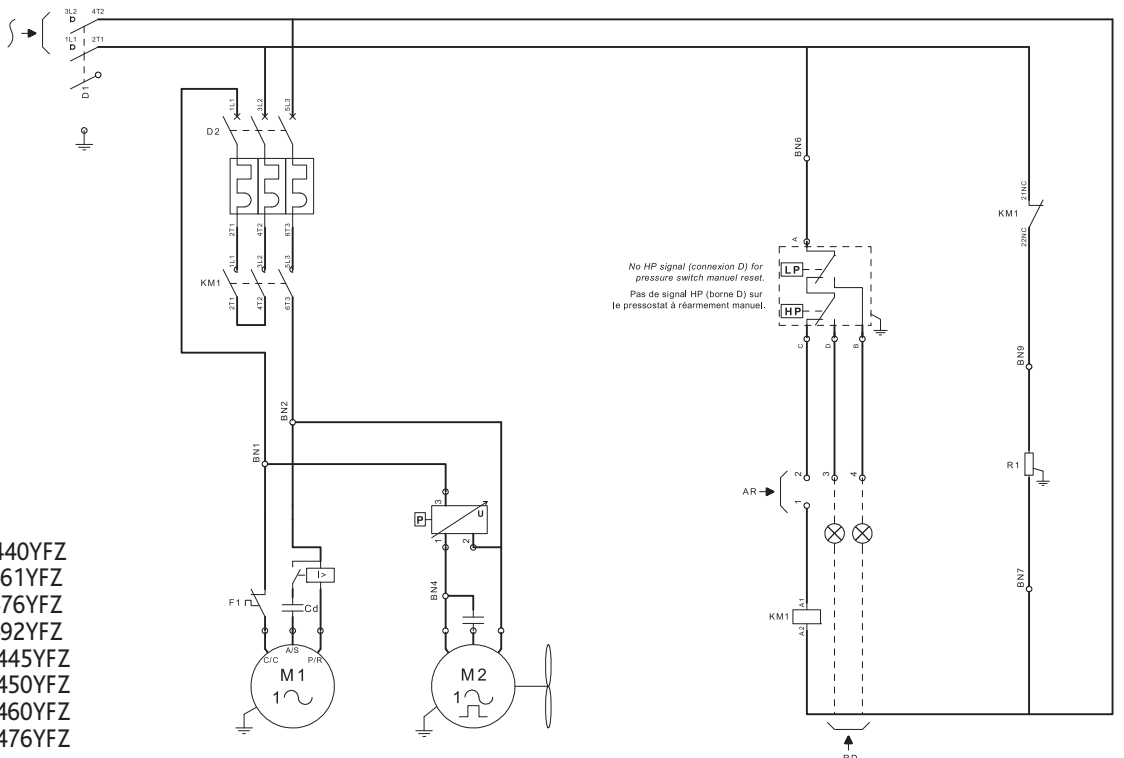 3L2 4T2
1L1 2T1
D1
1L1 3L2 5L3
D2
2T1 4T2 6T3
1L1 3L2 5L3
KM1
2T1 4T2 6T3
BN6
21NC
KM1
22NC
A
No HP signal (connexion D) for
pressure switch manuel reset.
Pas de signal HP (borne D) sur
le pressostat à réarmement manuel.
LP
HP
C D B
BN9
BN2
BN1
R1
2 3 4
AR
1
3
P U
1 2
440YFZ
61YFZ
76YFZ
92YFZ
445YFZ
450YFZ
460YFZ
476YFZ
I>
F1
Cd
BN4
BN7
A1
KM1
A2
C/C A/S P/R
M1
1
M2
1